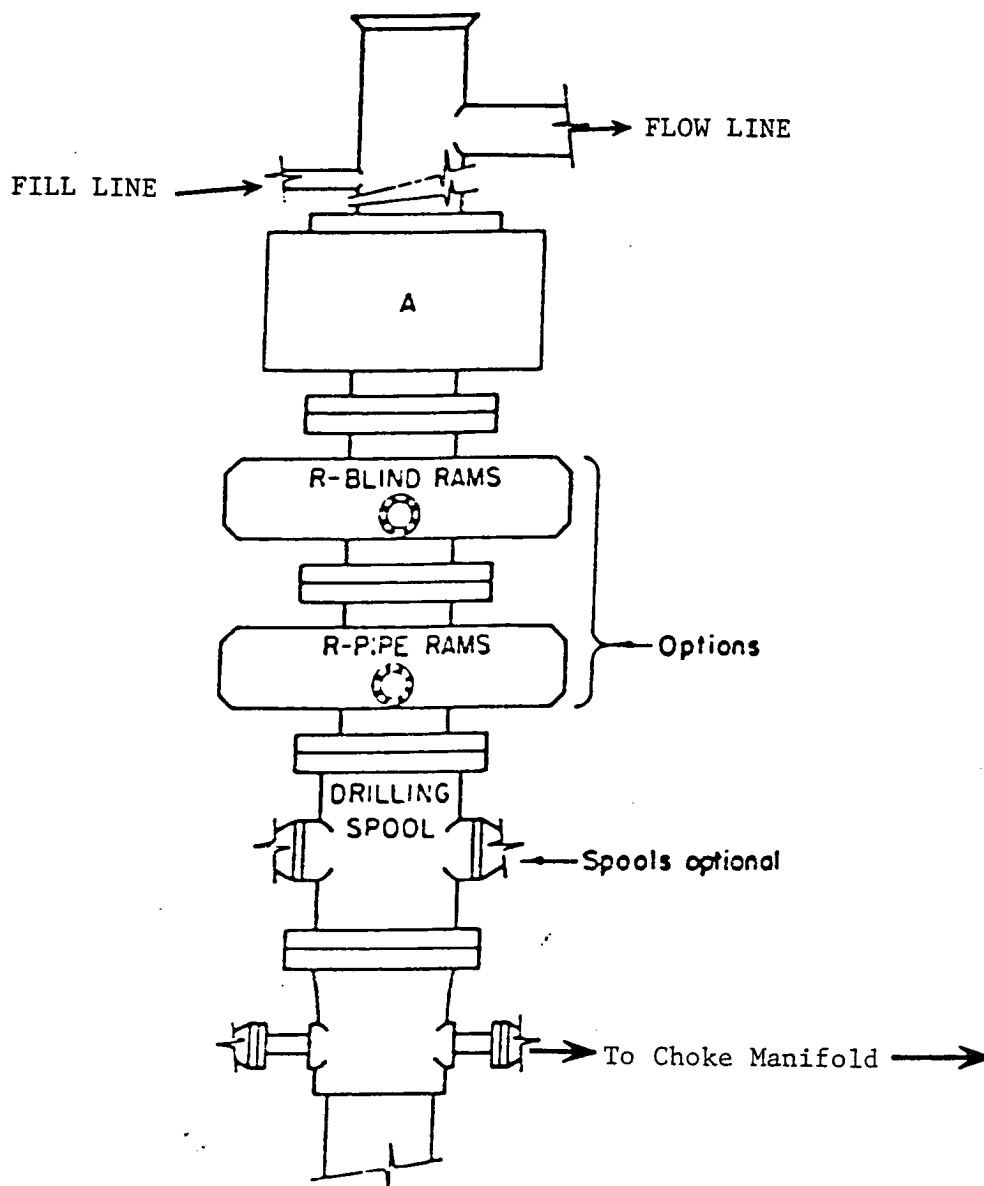 FLOW LINE
FILL LINE
A
R-BLIND RAMS
R-PIPE RAMS
Options
DRILLING
SPOOL
Spools optional
To Choke Manifold